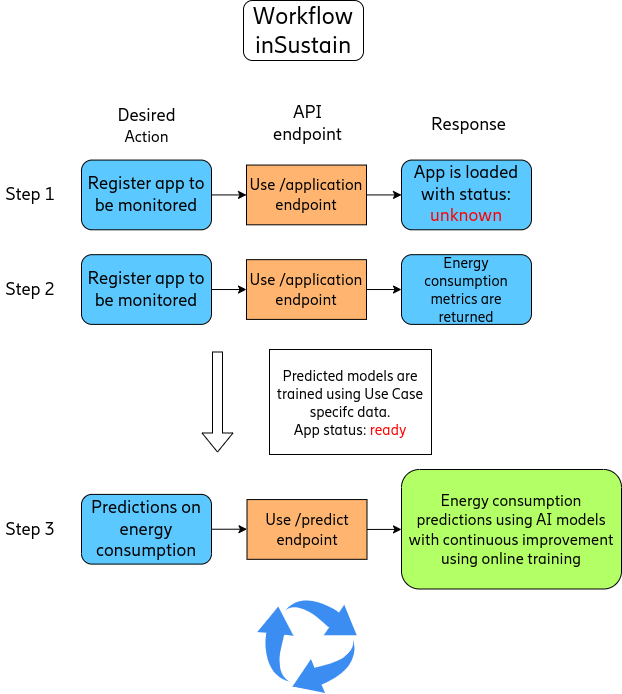 Workflow
inSustain
Desired
Action
API
endpoint
Response
Step 1
Register app to
be monitored
Use /application
endpoint
App is loaded
with status:
unknown
Step 2
Register app to
be monitored
Use /application
endpoint
Energy
consumption
metrics are
returned
Predicted models are
trained using Use Case
specifc data.
App status: ready
Step 3
Predictions on
energy
consumption
Use /predict
endpoint
Energy consumption
predictions using AI models
with continuous improvement
using online training